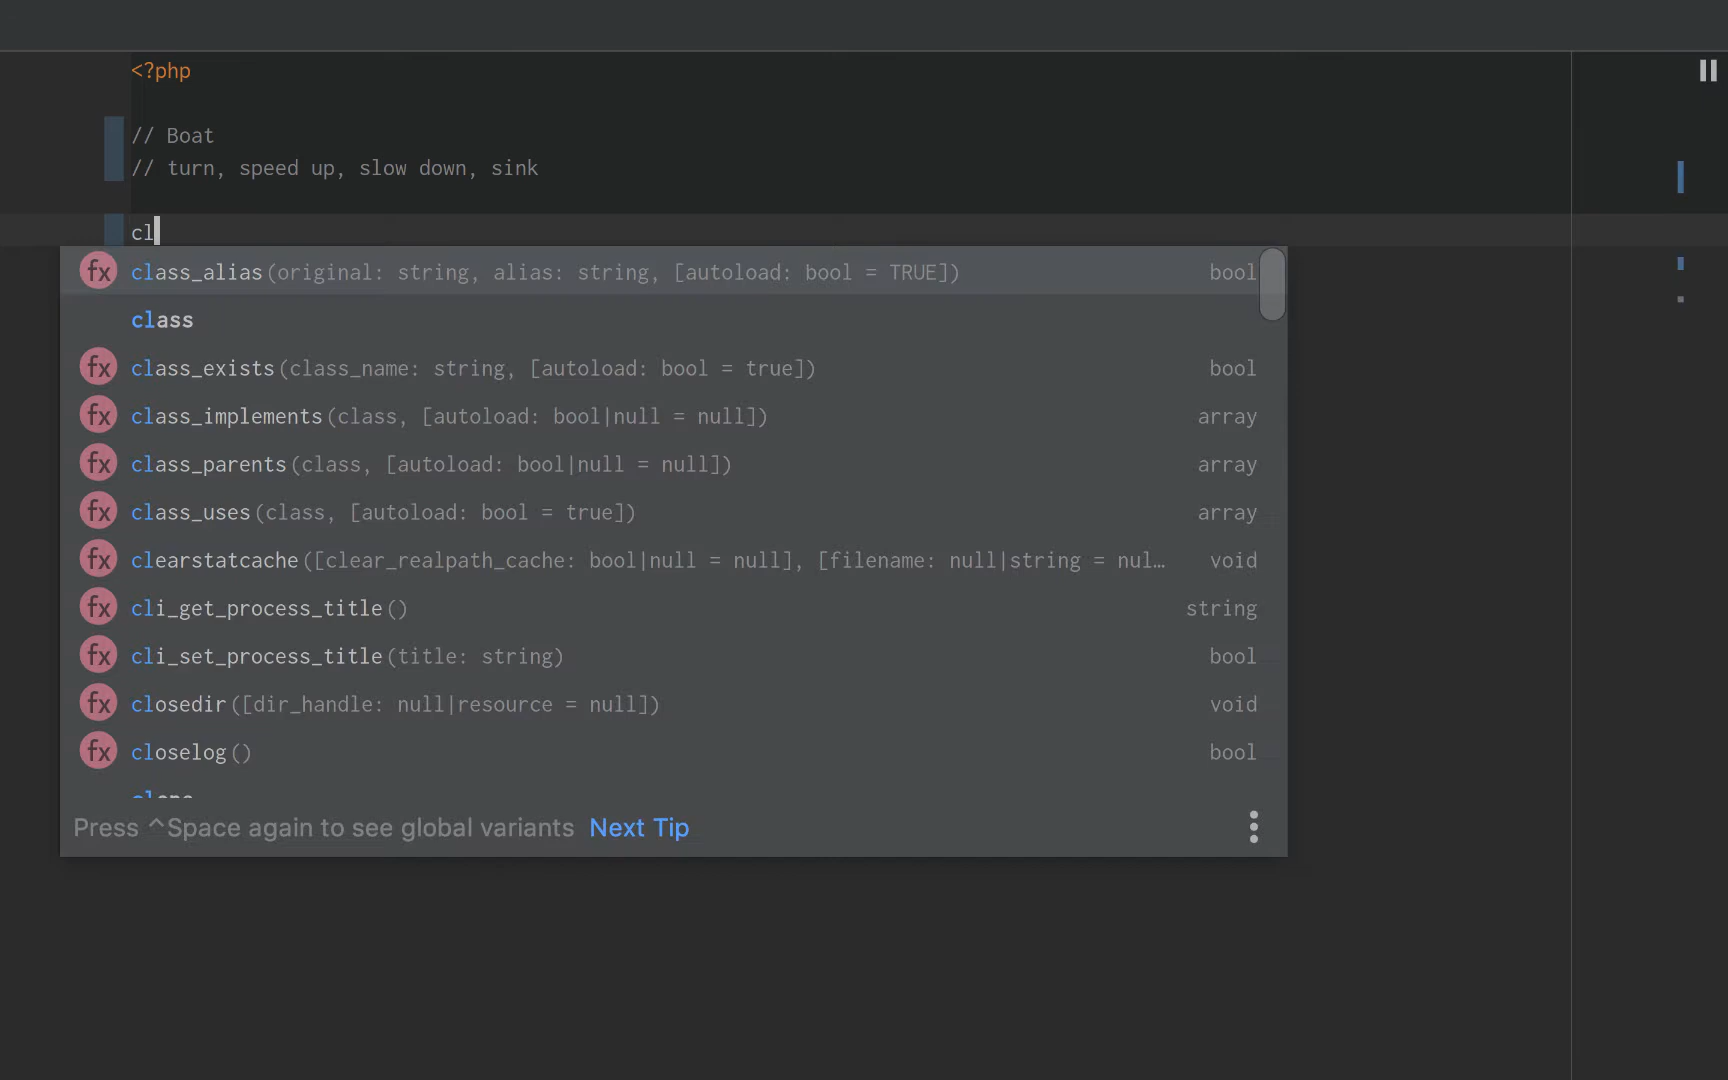 <?php
// Boat
// turn, speed up, slow down, sink
cl
fx class_alias(original: string, alias: string, [autoload: bool = TRUE]) bool
class
fx class_exists(class_name: string, [autoload: bool = true]) bool
fx class_implements(class, [autoload: bool|null = null]) array
fx class_parents(class, [autoload: bool|null = null]) array
fx class_uses(class, [autoload: bool = true]) array
fx clearstatcache([clear_realpath_cache: bool|null = null], [filename: null|string = nul… void
fx cli_get_process_title() string
fx cli_set_process_title(title: string) bool
fx closedir([dir_handle: null|resource = null]) void
fx closelog() bool
Press ^Space again to see global variants Next Tip